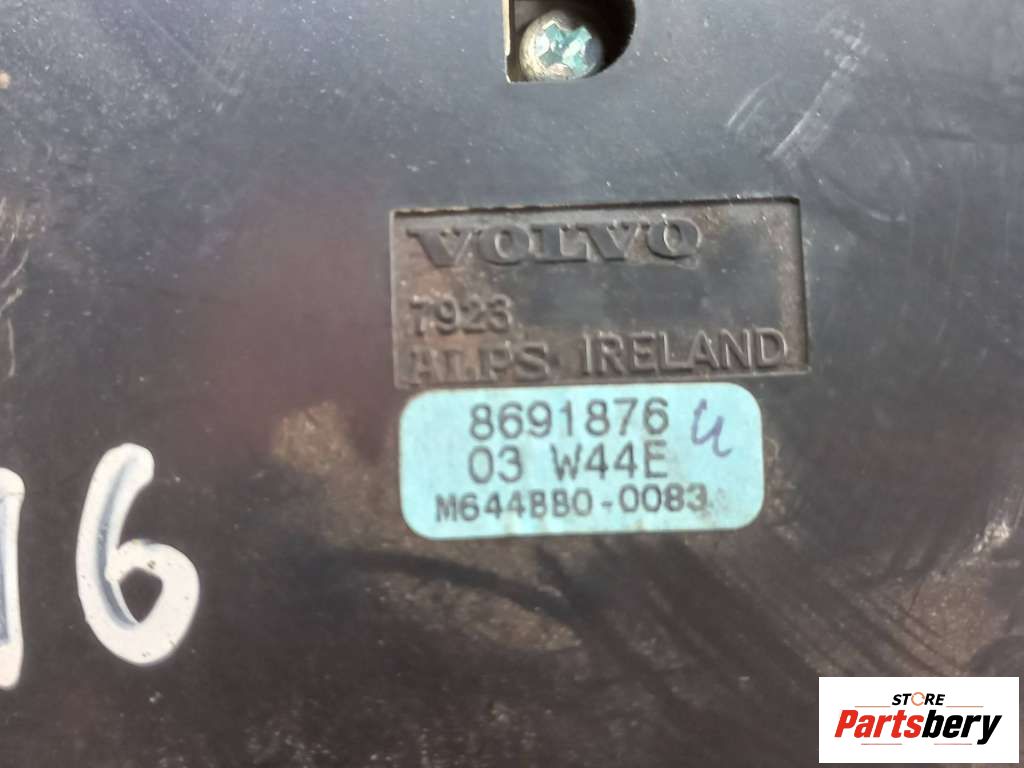 VOLVO
7923
ALPS IRELAND
8691876 u
03 W44E
M644BB0-0083
16
STORE
Partsbery